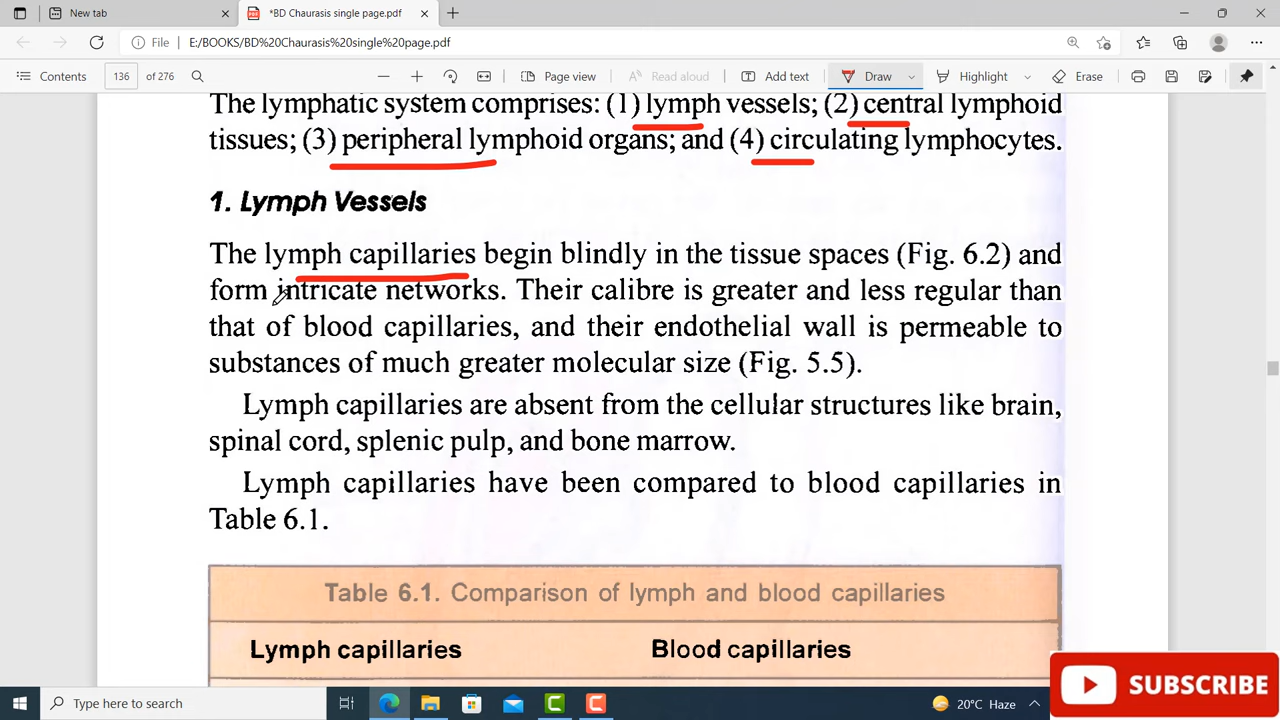 New tab
*BD Chaurasis single page.pdf
File
E:/BOOKS/BD%20Chaurasis%20single%20page.pdf
Contents
136
of 276
Page view
Read aloud
Add text
Draw
Highlight
Erase
The lymphatic system comprises: (1) lymph vessels; (2) central lymphoid
tissues; (3) peripheral lymphoid organs; and (4) circulating lymphocytes.
1. Lymph Vessels
The lymph capillaries begin blindly in the tissue spaces (Fig. 6.2) and
form intricate networks. Their calibre is greater and less regular than
that of blood capillaries, and their endothelial wall is permeable to
substances of much greater molecular size (Fig. 5.5).
Lymph capillaries are absent from the cellular structures like brain,
spinal cord, splenic pulp, and bone marrow.
Lymph capillaries have been compared to blood capillaries in
Table 6.1.
Table 6.1. Comparison of lymph and blood capillaries
Lymph capillaries
Blood capillaries
SUBSCRIBE
Type here to search
20°C Haze